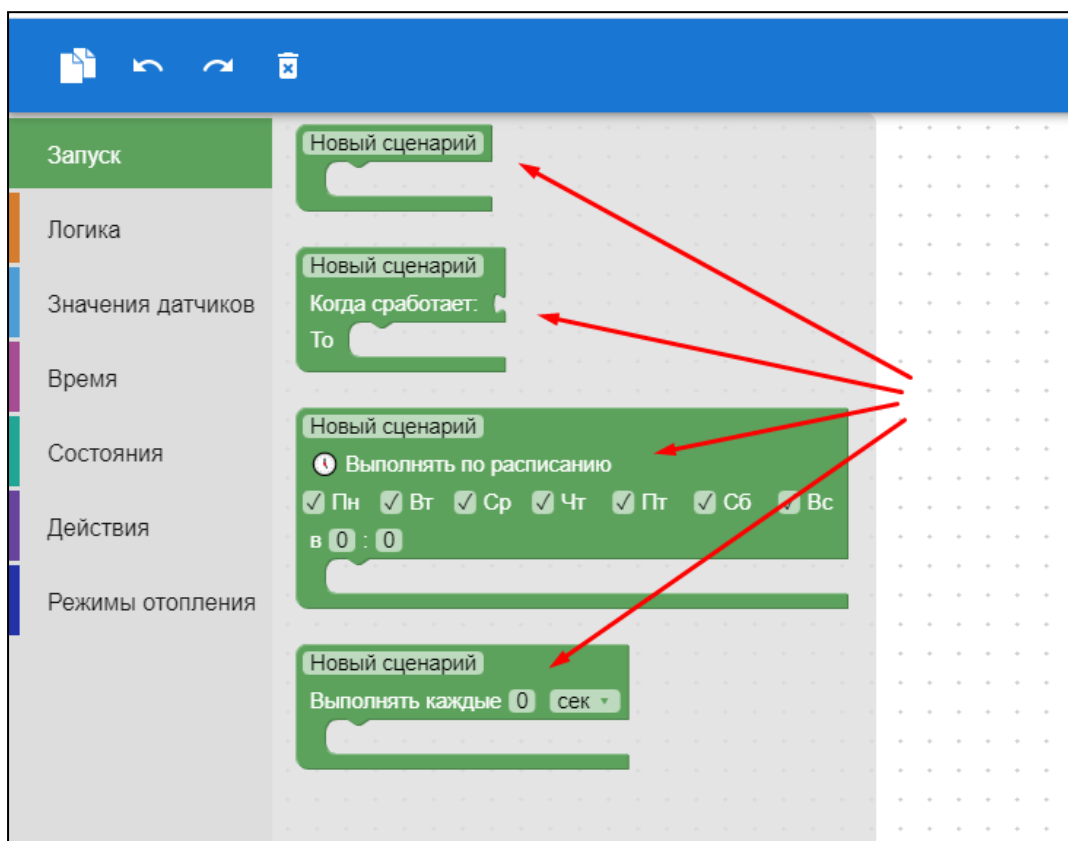 Запуск
Логика
Значения датчиков
Время
Состояния
Действия
Режимы отопления
Новый сценарий
Новый сценарий
Когда сработает:
То
Новый сценарий
Выполнять по расписанию
Пн Вт Ср Чт Пт Сб Вс
в 0 : 0
Новый сценарий
Выполнять каждые 0 сек